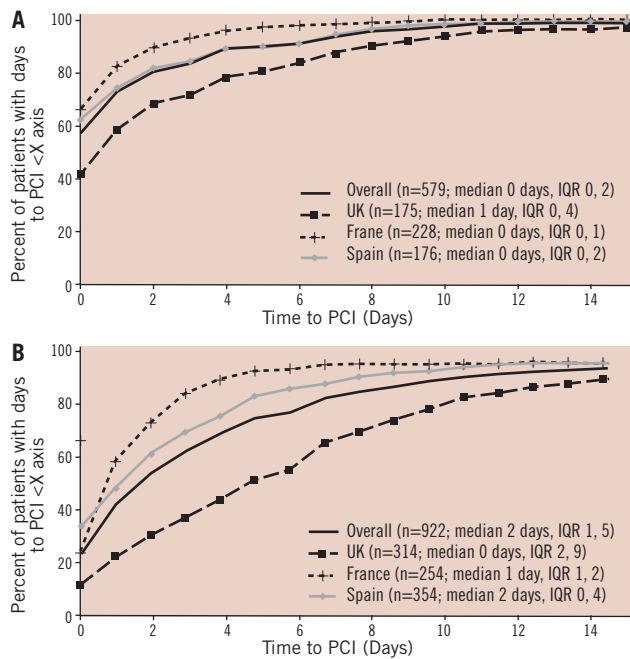 A
Percent of patients with days
to PCI <X axis
100
80
60
40
20
0
Overall (n=579; median 0 days, IQR 0, 2)
UK (n=175; median 1 day, IQR 0, 4)
Frane (n=228; median 0 days, IQR 0, 1)
Spain (n=176; median 0 days, IQR 0, 2)
0 2 4 6 8 10 12 14
Time to PCI (Days)
B
Percent of patients with days
to PCI <X axis
100
80
60
40
20
0
Overall (n=922; median 2 days, IQR 1, 5)
UK (n=314; median 0 days, IQR 2, 9)
France (n=254; median 1 day, IQR 1, 2)
Spain (n=354; median 2 days, IQR 0, 4)
0 2 4 6 8 10 12 14
Time to PCI (Days)